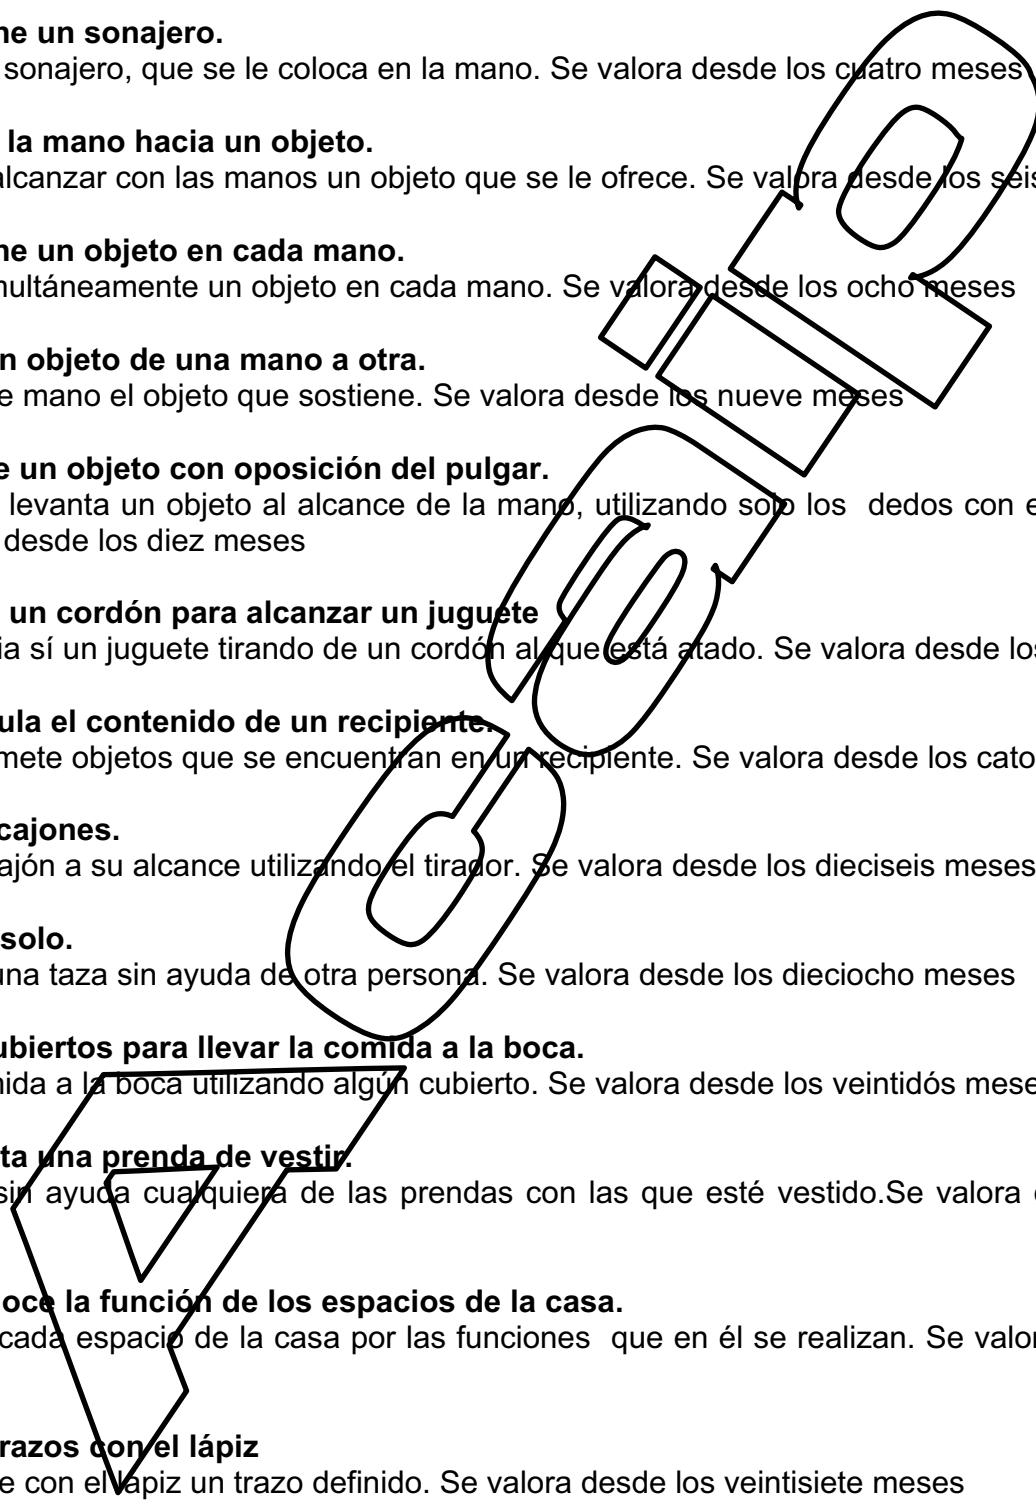 ne un sonajero.
sonajero, que se le coloca en la mano. Se valora desde los cuatro meses
la mano hacia un objeto.
alcanzar con las manos un objeto que se le ofrece. Se valora desde los seis
ne un objeto en cada mano.
multáneamente un objeto en cada mano. Se valora desde los ocho meses
n objeto de una mano a otra.
e mano el objeto que sostiene. Se valora desde los nueve meses
e un objeto con oposición del pulgar.
levanta un objeto al alcance de la mano, utilizando solo los dedos con e
desde los diez meses
un cordón para alcanzar un juguete
ia sí un juguete tirando de un cordón al que está atado. Se valora desde los
ula el contenido de un recipiente.
mete objetos que se encuentran en un recipiente. Se valora desde los cato
cajones.
ajón a su alcance utilizando el tirador. Se valora desde los dieciseis meses
solo.
una taza sin ayuda de otra persona. Se valora desde los dieciocho meses
ubiertos para llevar la comida a la boca.
nida a la boca utilizando algún cubierto. Se valora desde los veintidós mese
ta una prenda de vestir.
sin ayuda cualquiera de las prendas con las que esté vestido.Se valora
oce la función de los espacios de la casa.
cada espacio de la casa por las funciones que en él se realizan. Se valor
razos con el lápiz
e con el lápiz un trazo definido. Se valora desde los veintisiete meses